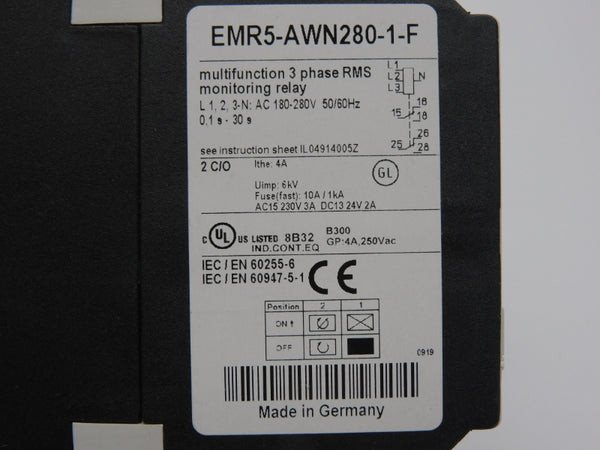 EMR5-AWN280-1-F
multifunction 3 phase RMS
monitoring relay
L 1, 2, 3-N: AC 180-280V 50/60Hz
0,1 s - 30 s
L1
L2 N
L3
16
15
18
26
25
28
see instruction sheet IL04914005Z
2 C/O Ithe: 4A
Uimp: 6kV
Fuse(fast): 10A / 1kA
AC15 230V 3A DC13 24V 2A
GL
C UL US LISTED 8B32
IND.CONT.EQ
B300
GP:4A,250Vac
IEC / EN 60255-6
IEC / EN 60947-5-1
CE
Position 2 1
ON
OFF
0919
Made in Germany